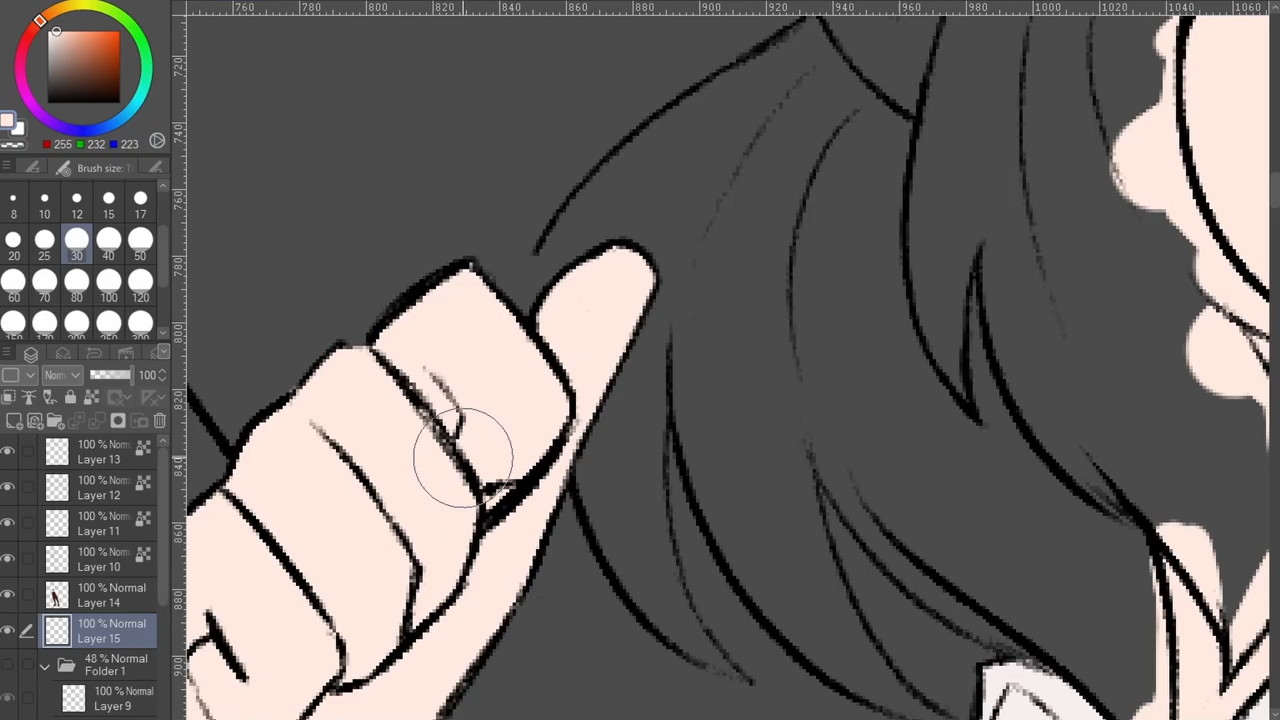 760 780 800 820 840 860 880 900 920 940 960 980 1000 1020 1040 1060
255 232 223
Brush size:
8 10 12 15 17
20 25 30 40 50
60 70 80 100 120
Norm 100
100 % Norm
Layer 13
100 % Norm
Layer 12
100 % Norm
Layer 11
100 % Norm
Layer 10
100 % Normal
Layer 14
100 % Normal
Layer 15
48 % Normal
Folder 1
100 % Normal
Layer 9
720
740
760
780
800
820
840
860
880
900